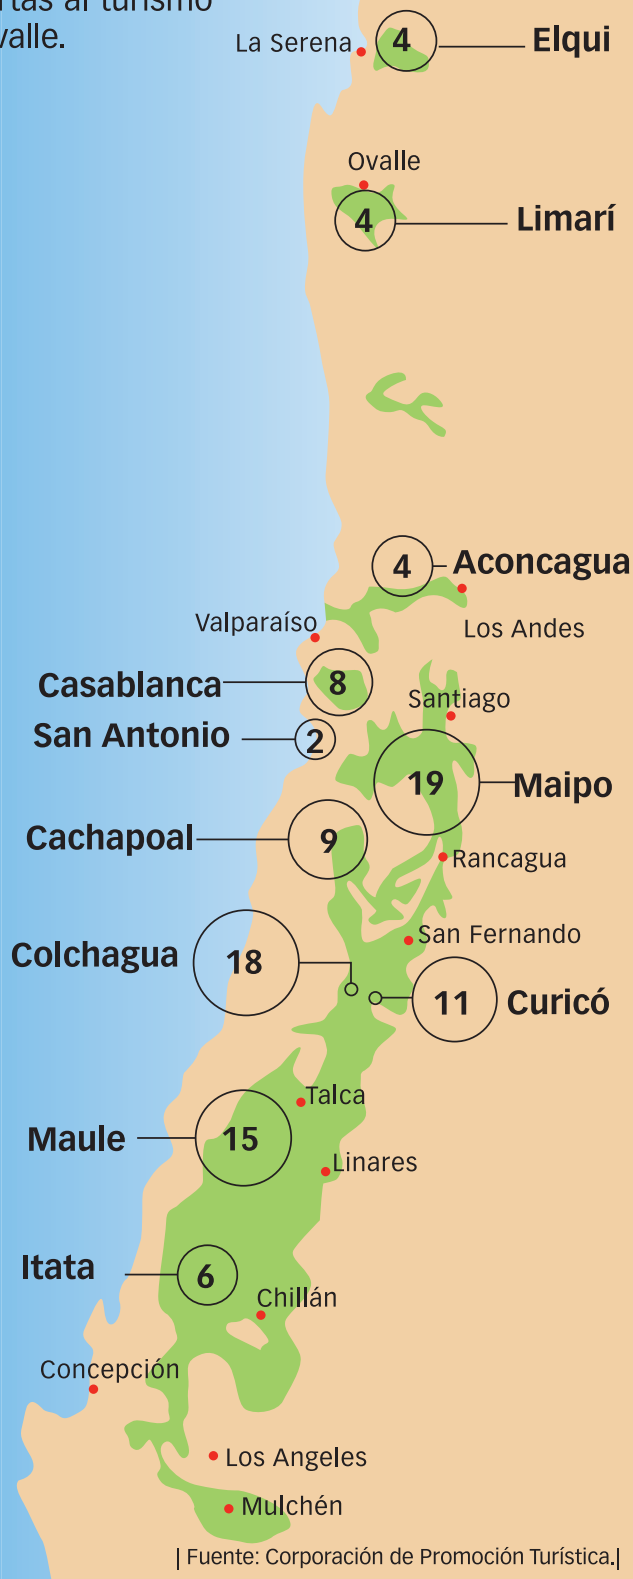 al turismo
valle.
La Serena
4
Elqui
Ovalle
4
Limarí
4
Aconcagua
Valparaíso
Los Andes
Casablanca
8
Santiago
San Antonio
2
19
Maipo
Cachapoal
9
Rancagua
San Fernando
Colchagua
18
11
Curicó
Talca
Maule
15
Linares
Itata
6
Chillán
Concepción
Los Angeles
Mulchén
| Fuente: Corporación de Promoción Turística.|